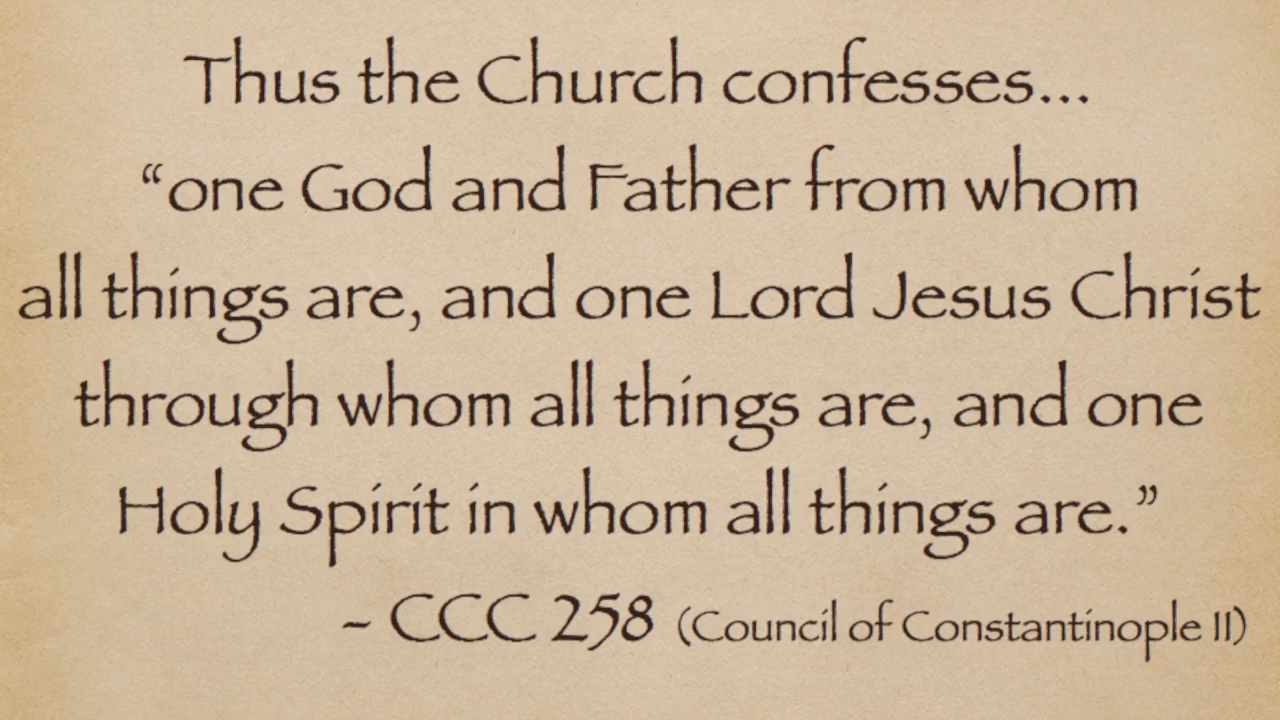 Thus the Church confesses...
“one God and Father from whom
all things are, and one Lord Jesus Christ
through whom all things are, and one
Holy Spirit in whom all things are.”
- CCC 258 (Council of Constantinople II)